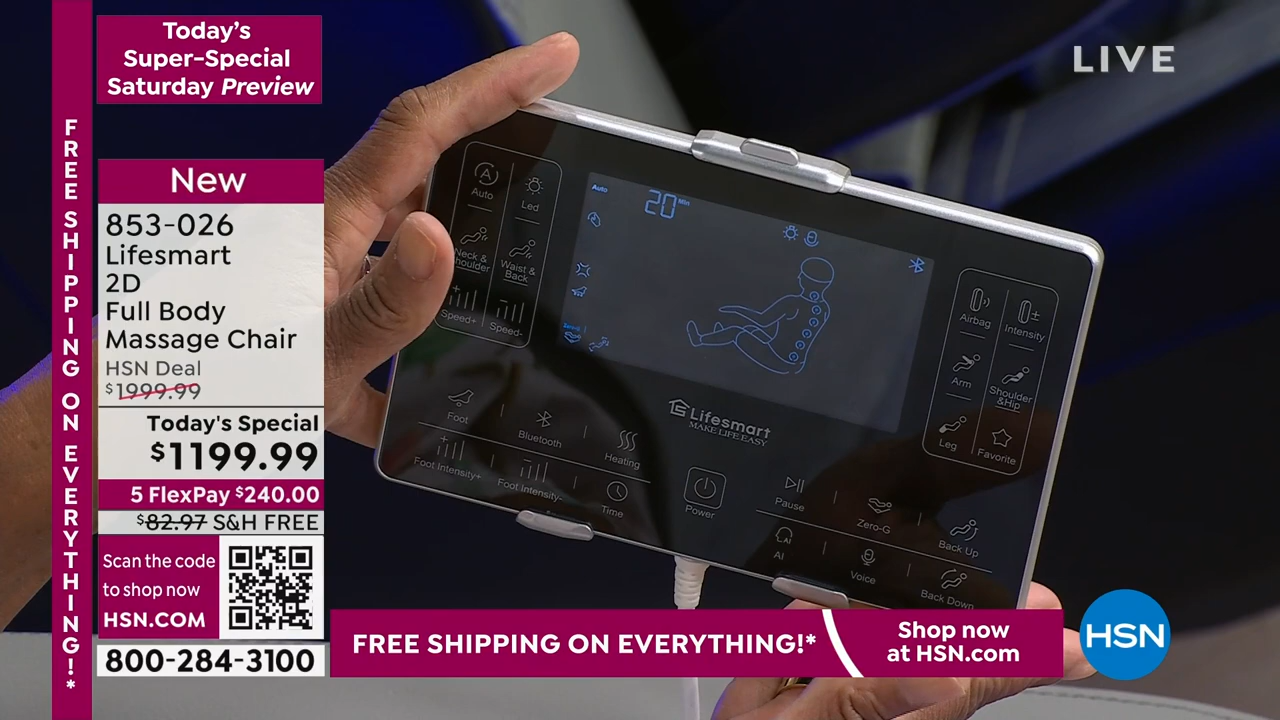 FREE SHIPPING ON EVERYTHING!*
Today's
Super-Special
Saturday Preview
New
853-026
Lifesmart
2D
Full Body
Massage Chair
HSN Deal
$1999.99
Today's Special
$1199.99
5 FlexPay $240.00
$82.97 S&H FREE
Scan the code
to shop now
HSN.COM
800-284-3100
LIVE
Auto
Led
Neck &
Shoulder
Waist &
Back
Speed+
Speed-
Auto
20 Min
Zero-G
Airbag
Intensity
Arm
Shoulder
&Hip
Leg
Favorite
Lifesmart
MAKE LIFE EASY
Foot
Bluetooth
Heating
Foot Intensity+
Foot Intensity-
Time
Power
Pause
Zero-G
Back Up
AI
Voice
Back Down
FREE SHIPPING ON EVERYTHING!*
Shop now
at HSN.com
HSN